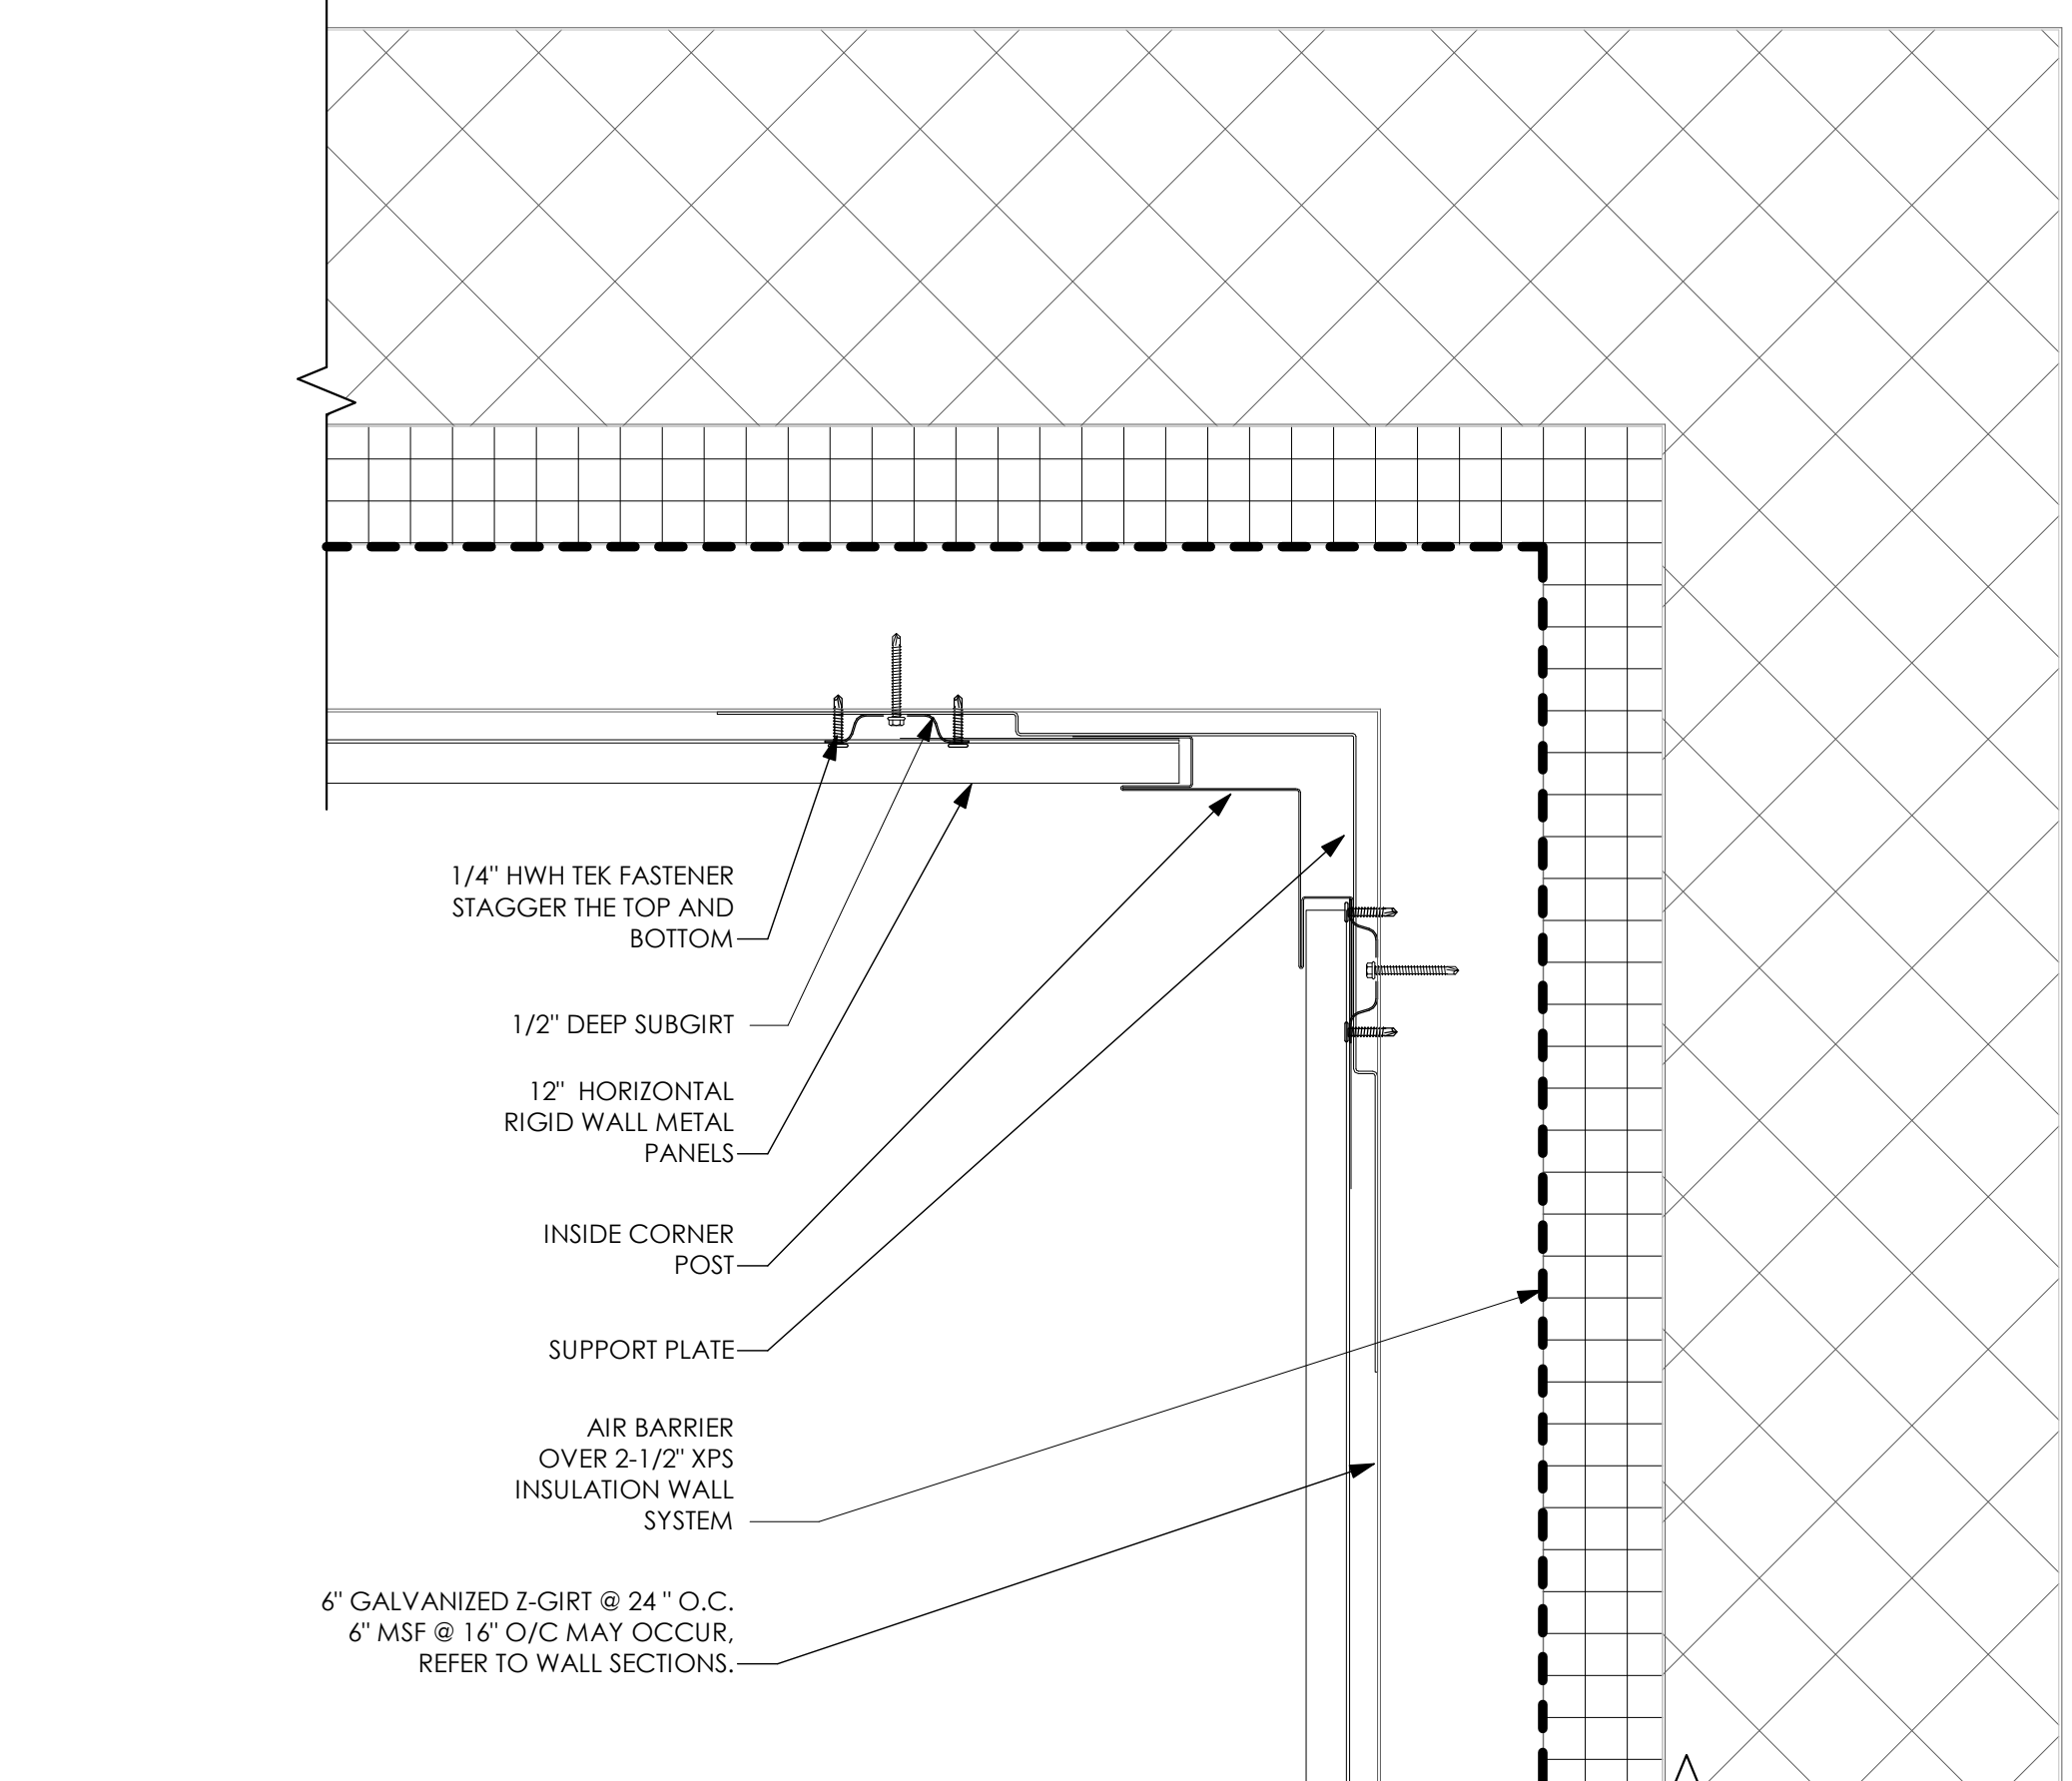 1/4" HWH TEK FASTENER
STAGGER THE TOP AND
BOTTOM
1/2" DEEP SUBGIRT
12" HORIZONTAL
RIGID WALL METAL
PANELS
INSIDE CORNER
POST
SUPPORT PLATE
AIR BARRIER
OVER 2-1/2" XPS
INSULATION WALL
SYSTEM
6" GALVANIZED Z-GIRT @ 24 " O.C.
6" MSF @ 16" O/C MAY OCCUR,
REFER TO WALL SECTIONS.